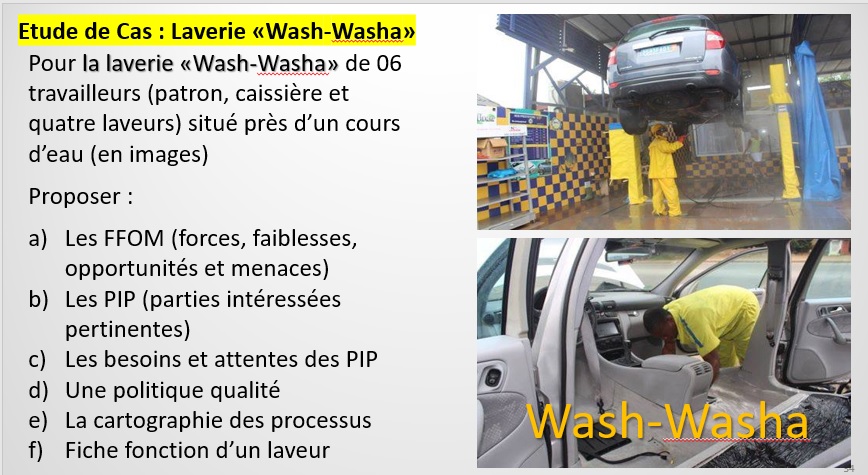 Etude de Cas : Laverie «Wash-Washa»
Pour la laverie «Wash-Washa» de 06
travailleurs (patron, caissière et
quatre laveurs) situé près d’un cours
d’eau (en images)
Proposer :
a) Les FFOM (forces, faiblesses,
opportunités et menaces)
b) Les PIP (parties intéressées
pertinentes)
c) Les besoins et attentes des PIP
d) Une politique qualité
e) La cartographie des processus
f) Fiche fonction d’un laveur
Wash-Washa